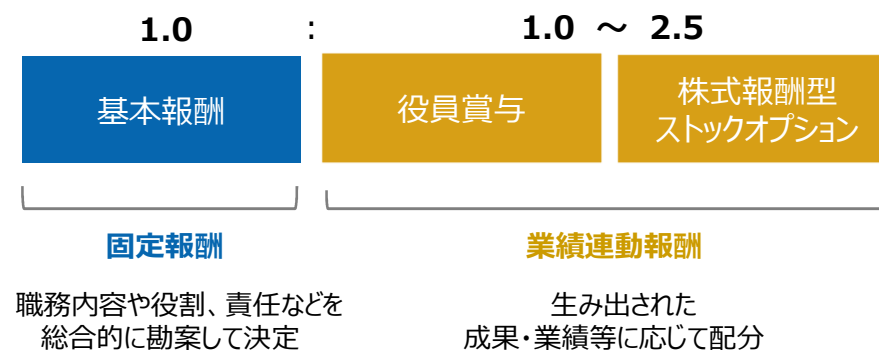 1.0 : 1.0 ~ 2.5
基本報酬
役員賞与
株式報酬型
ストックオプション
固定報酬
業績連動報酬
職務内容や役割、責任などを
総合的に勘案して決定
生み出された
成果・業績等に応じて配分